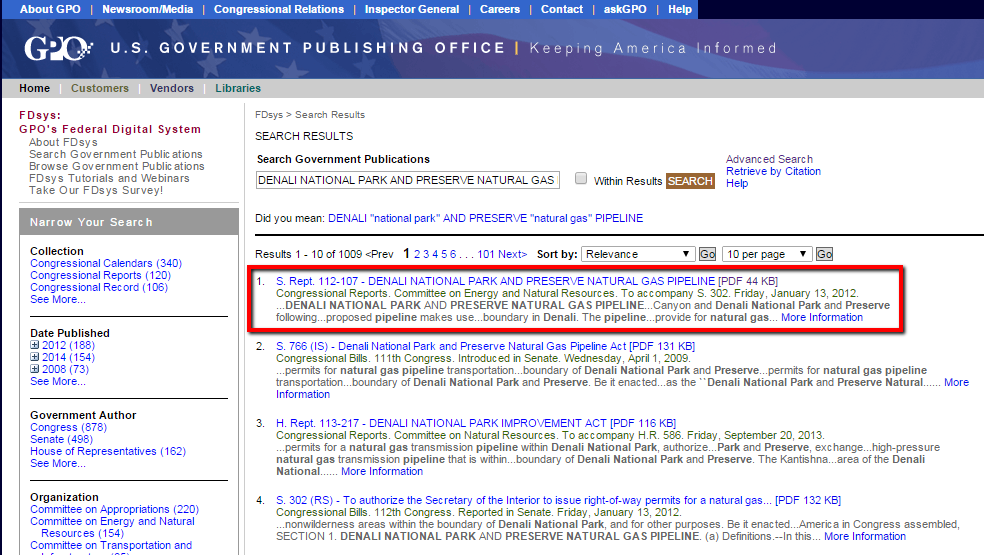 About GPO | Newsroom/Media | Congressional Relations | Inspector General | Careers | Contact | askGPO | Help
GPO U.S. GOVERNMENT PUBLISHING OFFICE | Keeping America Informed
Home | Customers | Vendors | Libraries
FDsys:
GPO's Federal Digital System
About FDsys
Search Government Publications
Browse Government Publications
FDsys Tutorials and Webinars
Take Our FDsys Survey!
Narrow Your Search
Collection
Congressional Calendars (340)
Congressional Reports (120)
Congressional Record (106)
See More...
Date Published
2012 (188)
2014 (154)
2008 (73)
See More...
Government Author
Congress (878)
Senate (498)
House of Representatives (162)
See More...
Organization
Committee on Appropriations (220)
Committee on Energy and Natural
Resources (154)
Committee on Transportation and
FDsys > Search Results
SEARCH RESULTS
Search Government Publications
DENALI NATIONAL PARK AND PRESERVE NATURAL GAS
Within Results SEARCH
Advanced Search
Retrieve by Citation
Help
Did you mean: DENALI "national park" AND PRESERVE "natural gas" PIPELINE
Results 1 - 10 of 1009 <Prev 1 2 3 4 5 6 . . . 101 Next> Sort by: Relevance Go 10 per page Go
1. S. Rept. 112-107 - DENALI NATIONAL PARK AND PRESERVE NATURAL GAS PIPELINE [PDF 44 KB]
Congressional Reports. Committee on Energy and Natural Resources. To accompany S. 302. Friday, January 13, 2012.
...DENALI NATIONAL PARK AND PRESERVE NATURAL GAS PIPELINE...Canyon and Denali National Park and Preserve
following...proposed pipeline makes use...boundary in Denali. The pipeline...provide for natural gas... More Information
2. S. 766 (IS) - Denali National Park and Preserve Natural Gas Pipeline Act [PDF 131 KB]
Congressional Bills. 111th Congress. Introduced in Senate. Wednesday, April 1, 2009.
...permits for natural gas pipeline transportation...boundary of Denali National Park and Preserve...permits for natural gas pipeline
transportation...boundary of Denali National Park and Preserve. Be it enacted...as the ``Denali National Park and Preserve Natural...... More
Information
3. H. Rept. 113-217 - DENALI NATIONAL PARK IMPROVEMENT ACT [PDF 116 KB]
Congressional Reports. Committee on Natural Resources. To accompany H.R. 586. Friday, September 20, 2013.
...permits for a natural gas transmission pipeline within Denali National Park, authorize...Park and Preserve, exchange...high-pressure
natural gas transmission pipeline that is within...boundary of Denali National Park and Preserve. The Kantishna...area of the Denali
National...... More Information
4. S. 302 (RS) - To authorize the Secretary of the Interior to issue right-of-way permits for a natural gas... [PDF 132 KB]
Congressional Bills. 112th Congress. Reported in Senate. Friday, January 13, 2012.
...nonwilderness areas within the boundary of Denali National Park, and for other purposes. Be it enacted...America in Congress assembled,
SECTION 1. DENALI NATIONAL PARK AND PRESERVE NATURAL GAS PIPELINE. (a) Definitions.--In this... More Information